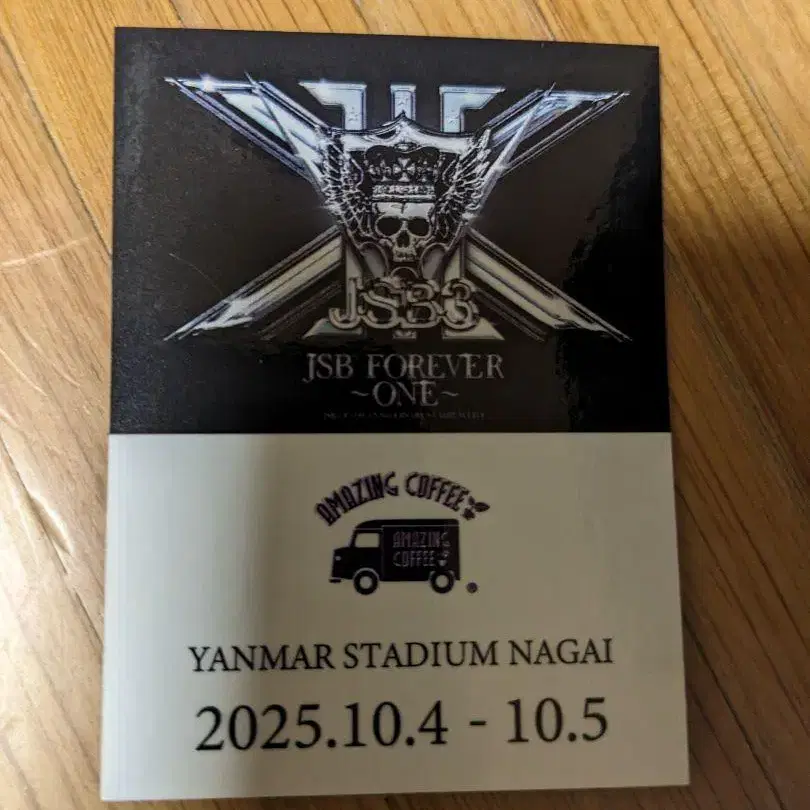 JSB3
JSB FOREVER
~ONE~
AMAZING COFFEE
AMAZING
COFFEE
®
YANMAR STADIUM NAGAI
2025.10.4 - 10.5